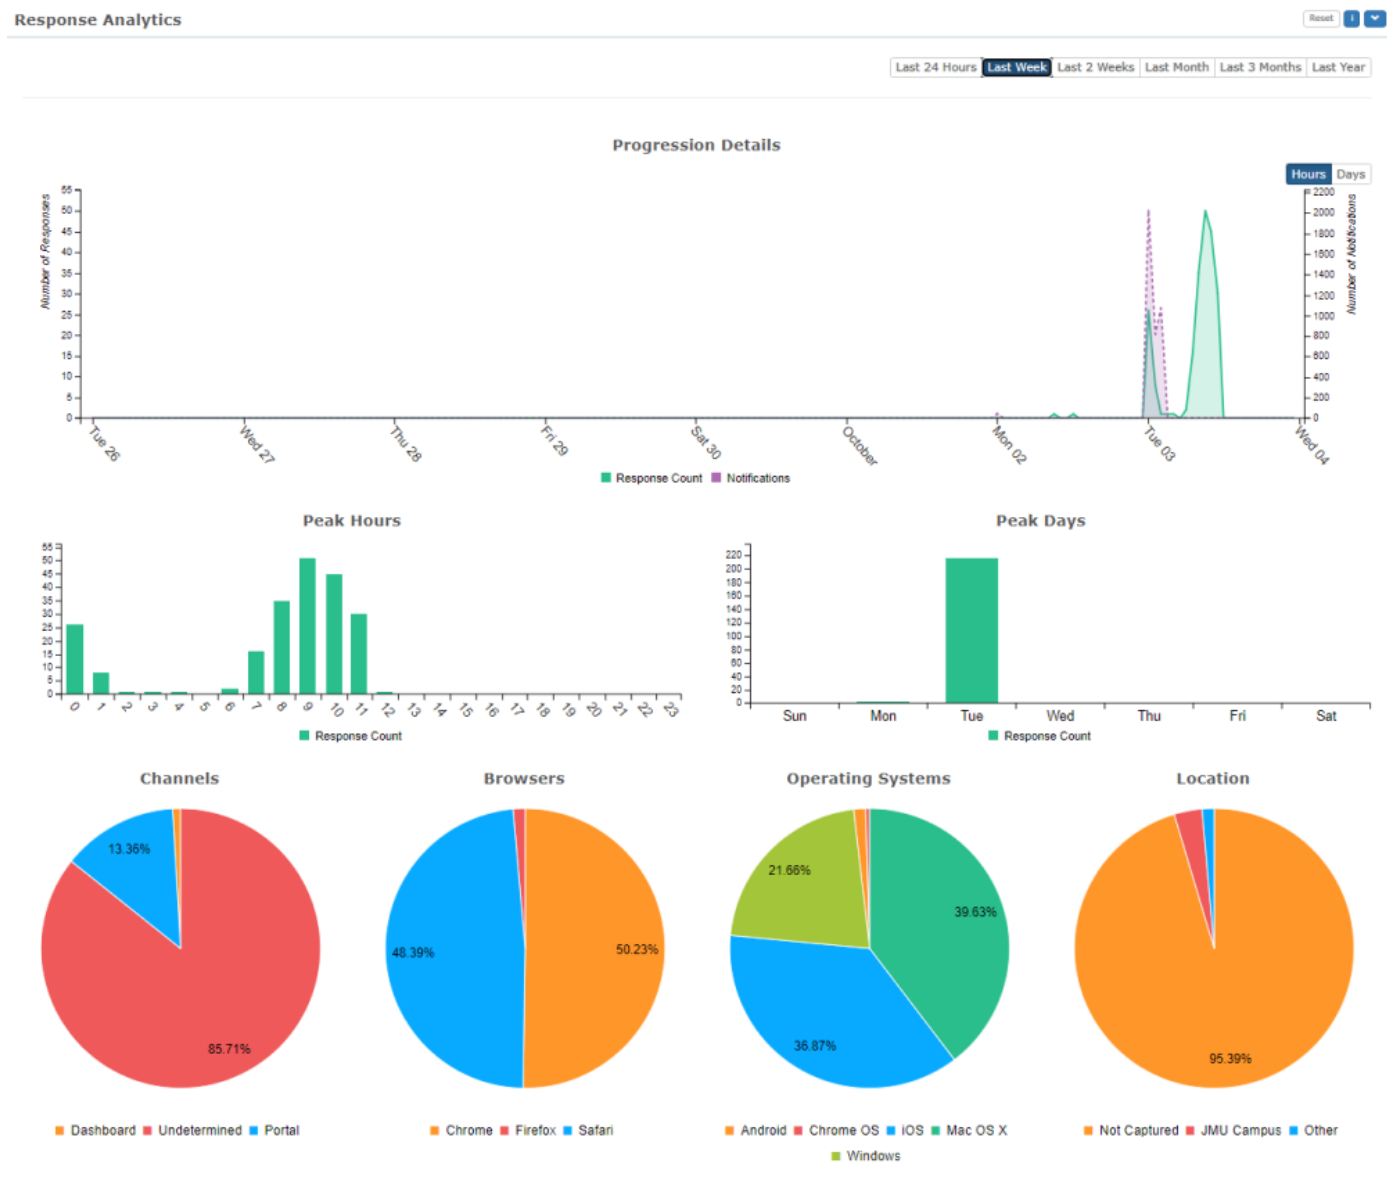 Response Analytics
Reset i
Last 24 Hours Last Week Last 2 Weeks Last Month Last 3 Months Last Year
Progression Details
Hours Days
Number of Responses
55
50
45
40
35
30
25
20
15
10
5
0
2200
2000
1800
1600
1400
1200
1000
800
600
400
200
0
Number of Notifications
Tue 26 Wed 27 Thu 28 Fri 29 Sat 30 October Mon 02 Tue 03 Wed 04
Response Count Notifications
Peak Hours
55
50
45
40
35
30
25
20
15
10
5
0
0 1 2 3 4 5 6 7 8 9 10 11 12 13 14 15 16 17 18 19 20 21 22 23
Response Count
Peak Days
220
200
180
160
140
120
100
80
60
40
20
0
Sun Mon Tue Wed Thu Fri Sat
Response Count
Channels
13.36%
85.71%
Dashboard Undetermined Portal
Browsers
48.39%
50.23%
Chrome Firefox Safari
Operating Systems
21.66%
39.63%
36.87%
Android Chrome OS iOS Mac OS X
Windows
Location
95.39%
Not Captured JMU Campus Other